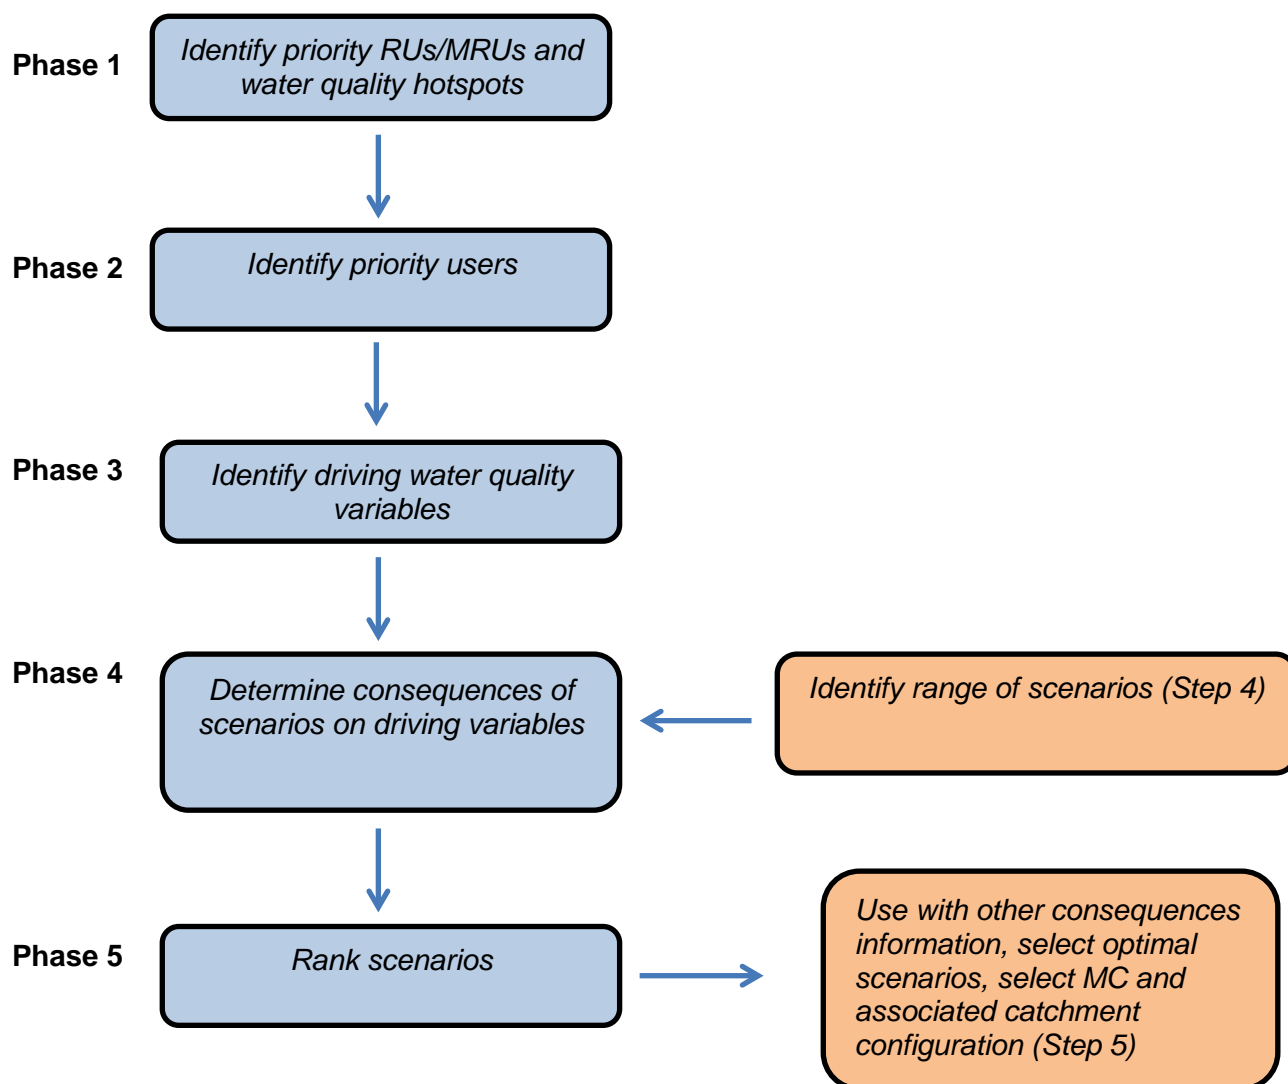 Phase 1
Identify priority RUs/MRUs and
water quality hotspots
Phase 2
Identify priority users
Phase 3
Identify driving water quality
variables
Phase 4
Determine consequences of
scenarios on driving variables
Identify range of scenarios (Step 4)
Phase 5
Rank scenarios
Use with other consequences
information, select optimal
scenarios, select MC and
associated catchment
configuration (Step 5)